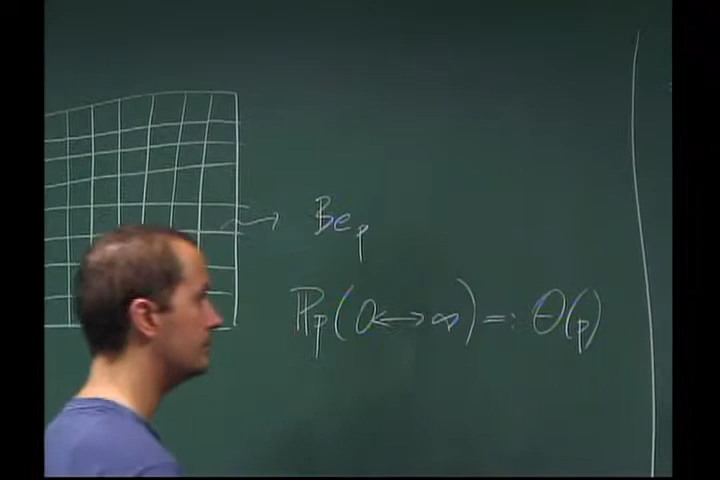 Be_p
ℙ_p(0 ↔ ∞) =: Θ(p)